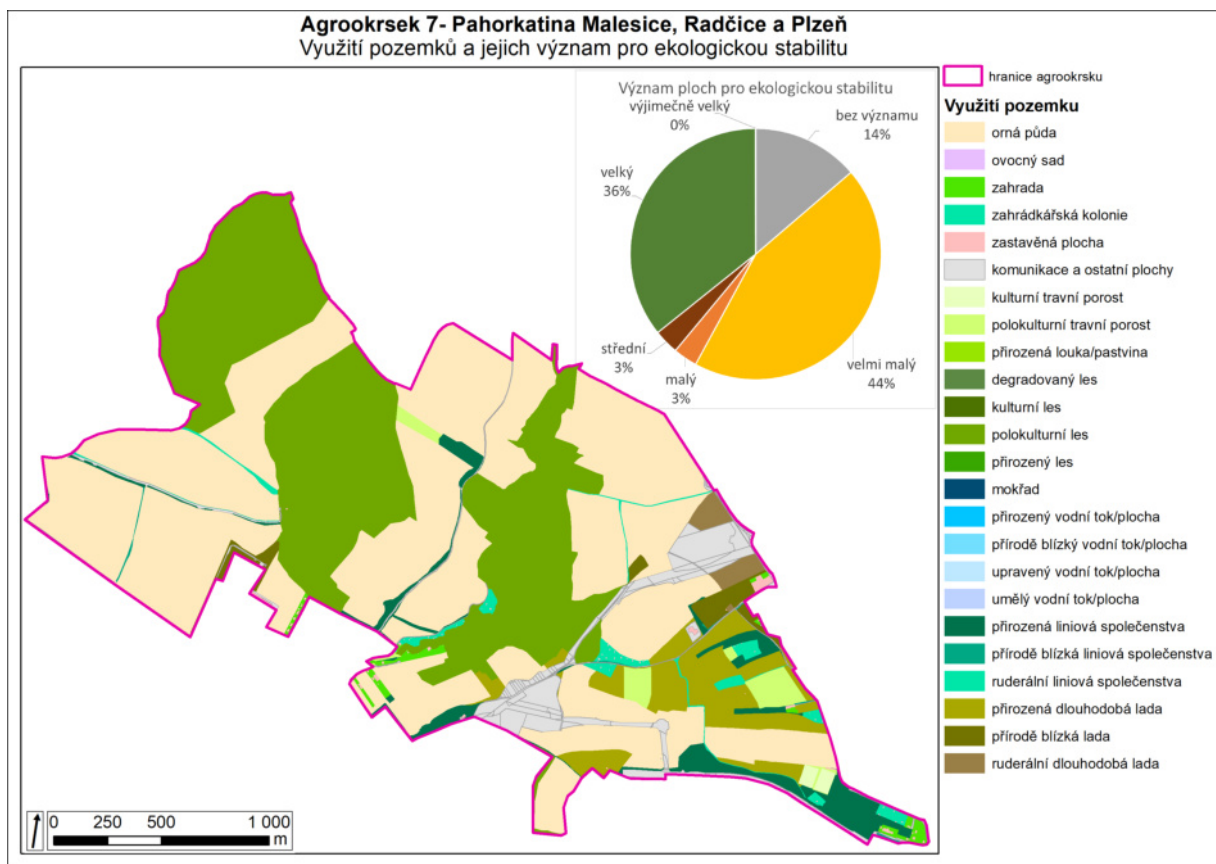 Agrookrsek 7- Pahorkatina Malesice, Radčice a Plzeň
Využití pozemků a jejich význam pro ekologickou stabilitu
Význam ploch pro ekologickou stabilitu
výjimečně velký
0%
bez významu
14%
velký
36%
střední
3%
malý
3%
velmi malý
44%
hranice agrookrsku
Využití pozemku
orná půda
ovocný sad
zahrada
zahrádkářská kolonie
zastavěná plocha
komunikace a ostatní plochy
kulturní travní porost
polokulturní travní porost
přirozená louka/pastvina
degradovaný les
kulturní les
polokulturní les
přirozený les
mokřad
přirozený vodní tok/plocha
přírodě blízký vodní tok/plocha
upravený vodní tok/plocha
umělý vodní tok/plocha
přirozená liniová společenstva
přírodě blízká liniová společenstva
ruderální liniová společenstva
přirozená dlouhodobá lada
přírodě blízká lada
ruderální dlouhodobá lada
0 250 500 1 000
m